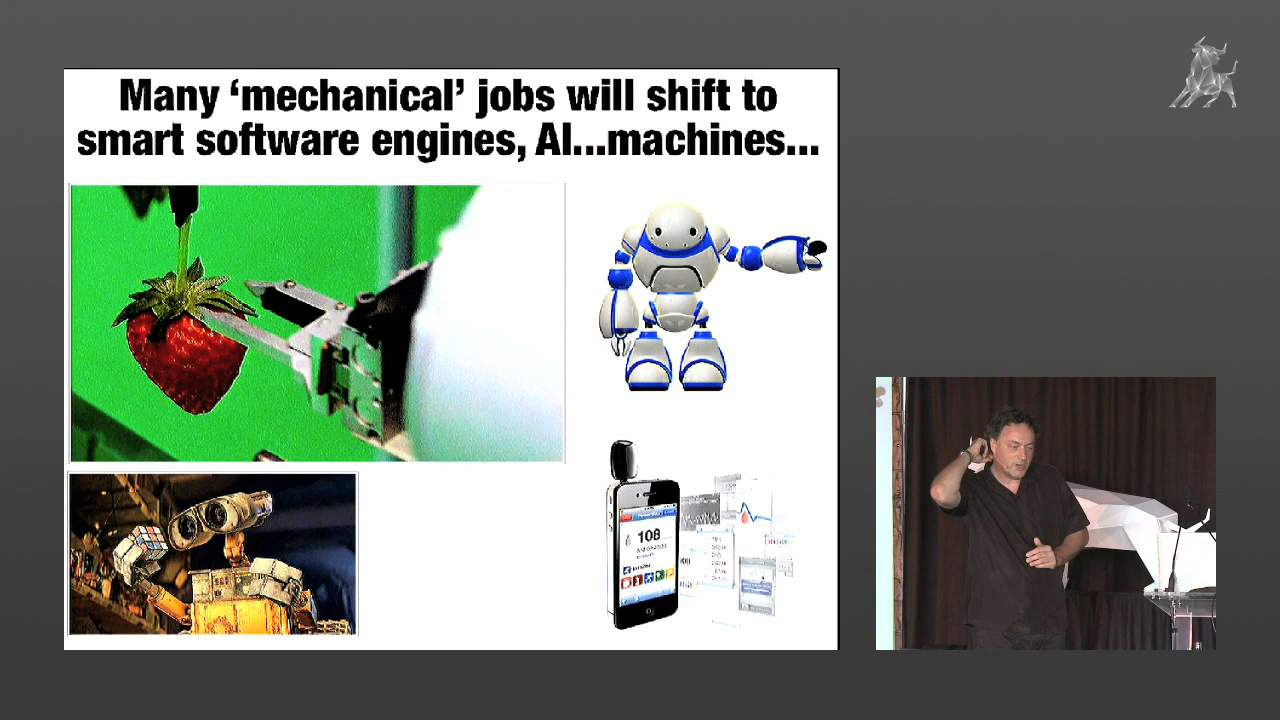 Many ‘mechanical’ jobs will shift to
smart software engines, AI...machines...
108